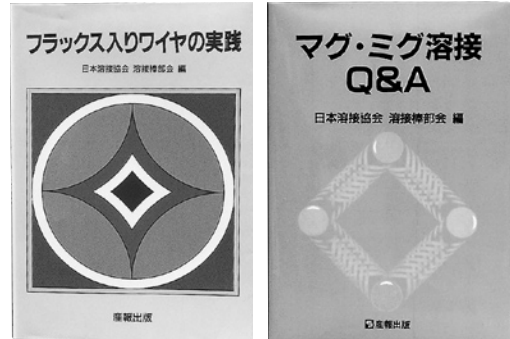 フラックス入りワイヤの実践
日本溶接協会 溶接棒部会 編
産報出版
マグ・ミグ溶接
Q&A
日本溶接協会 溶接棒部会 編
産報出版